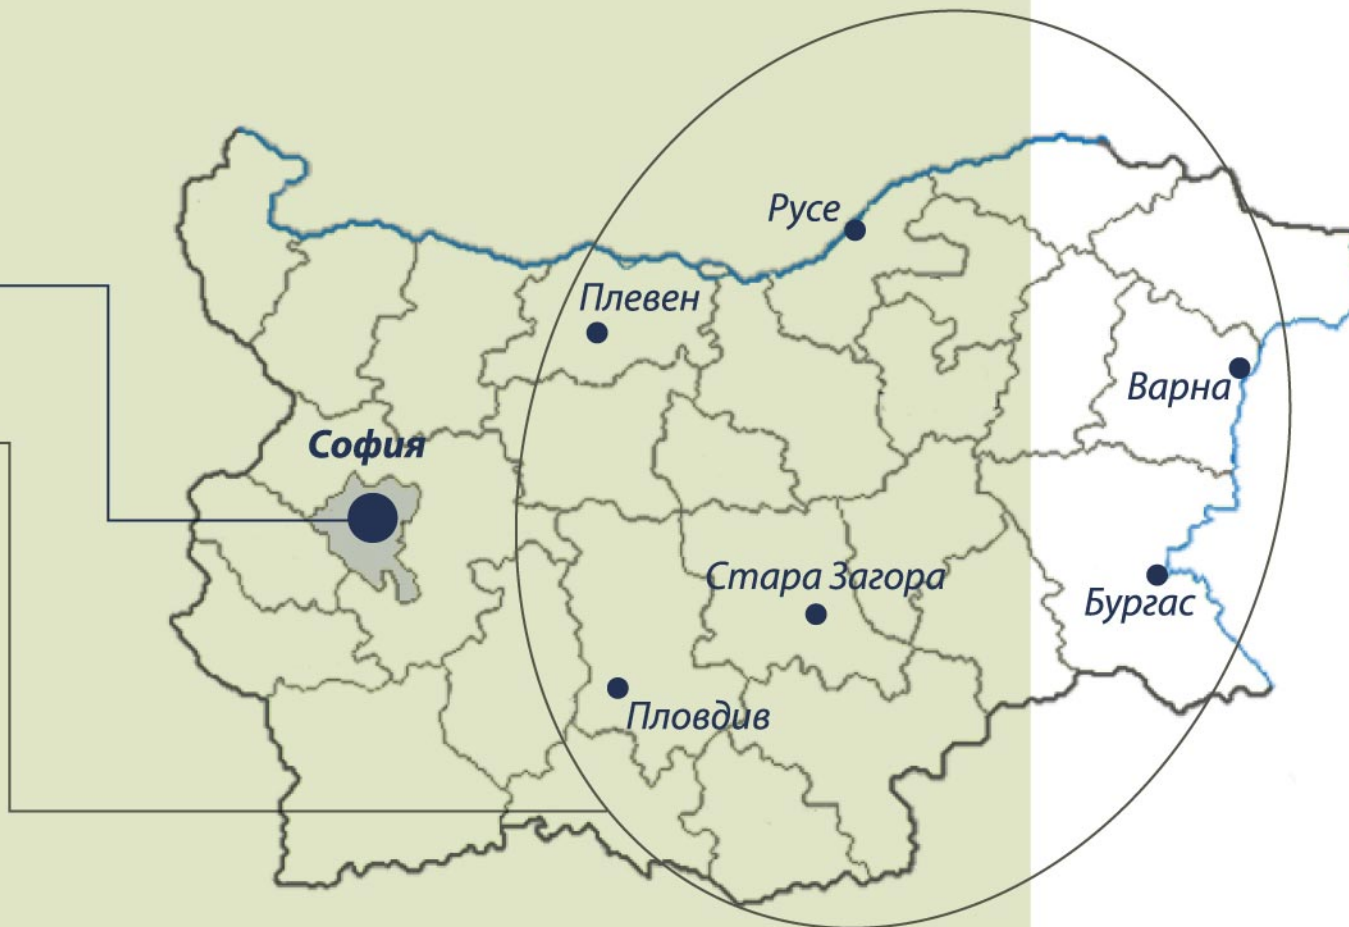 Русе
Плевен
Варна
София
Стара Загора
Бургас
Пловдив